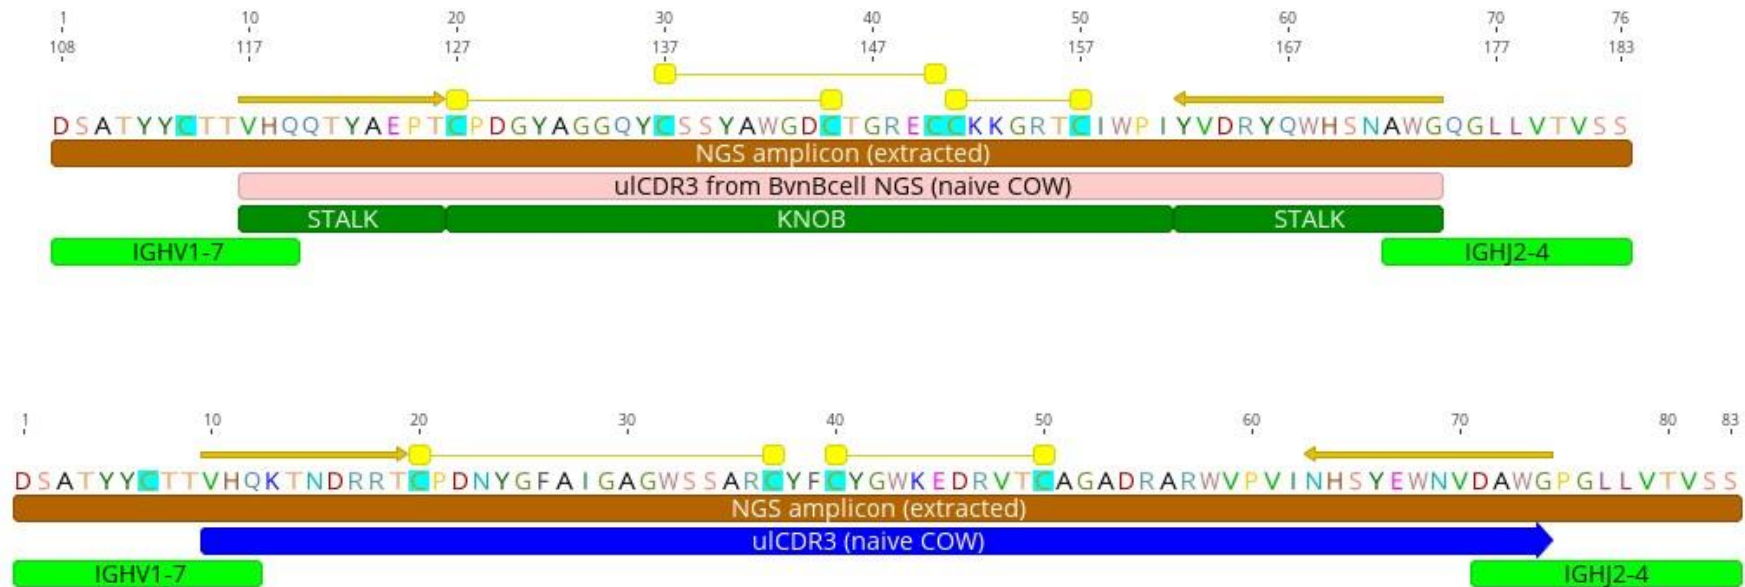 1 10 20 30 40 50 60 70 76
108 117 127 137 147 157 167 177 183
DSATYYCTTVHQQTYAEPTCPDGYAGGQYCSSYAWGDCTGRECCKKGRTCIWPIYVDRYQWHSNAWGQGLLVTVSS
NGS amplicon (extracted)
ulCDR3 from BvnBcell NGS (naive COW)
STALK KNOB STALK
IGHV1-7 IGHJ2-4
1 10 20 30 40 50 60 70 80 83
DSATYYCTTVHQKTNDRRTCPDNYGFAIGAGWSSARCYFCYGWKEDRVTCAGADRARWVPVINHSYEWNVDAWGPGLLVTVSS
NGS amplicon (extracted)
ulCDR3 (naive COW)
IGHV1-7 IGHJ2-4